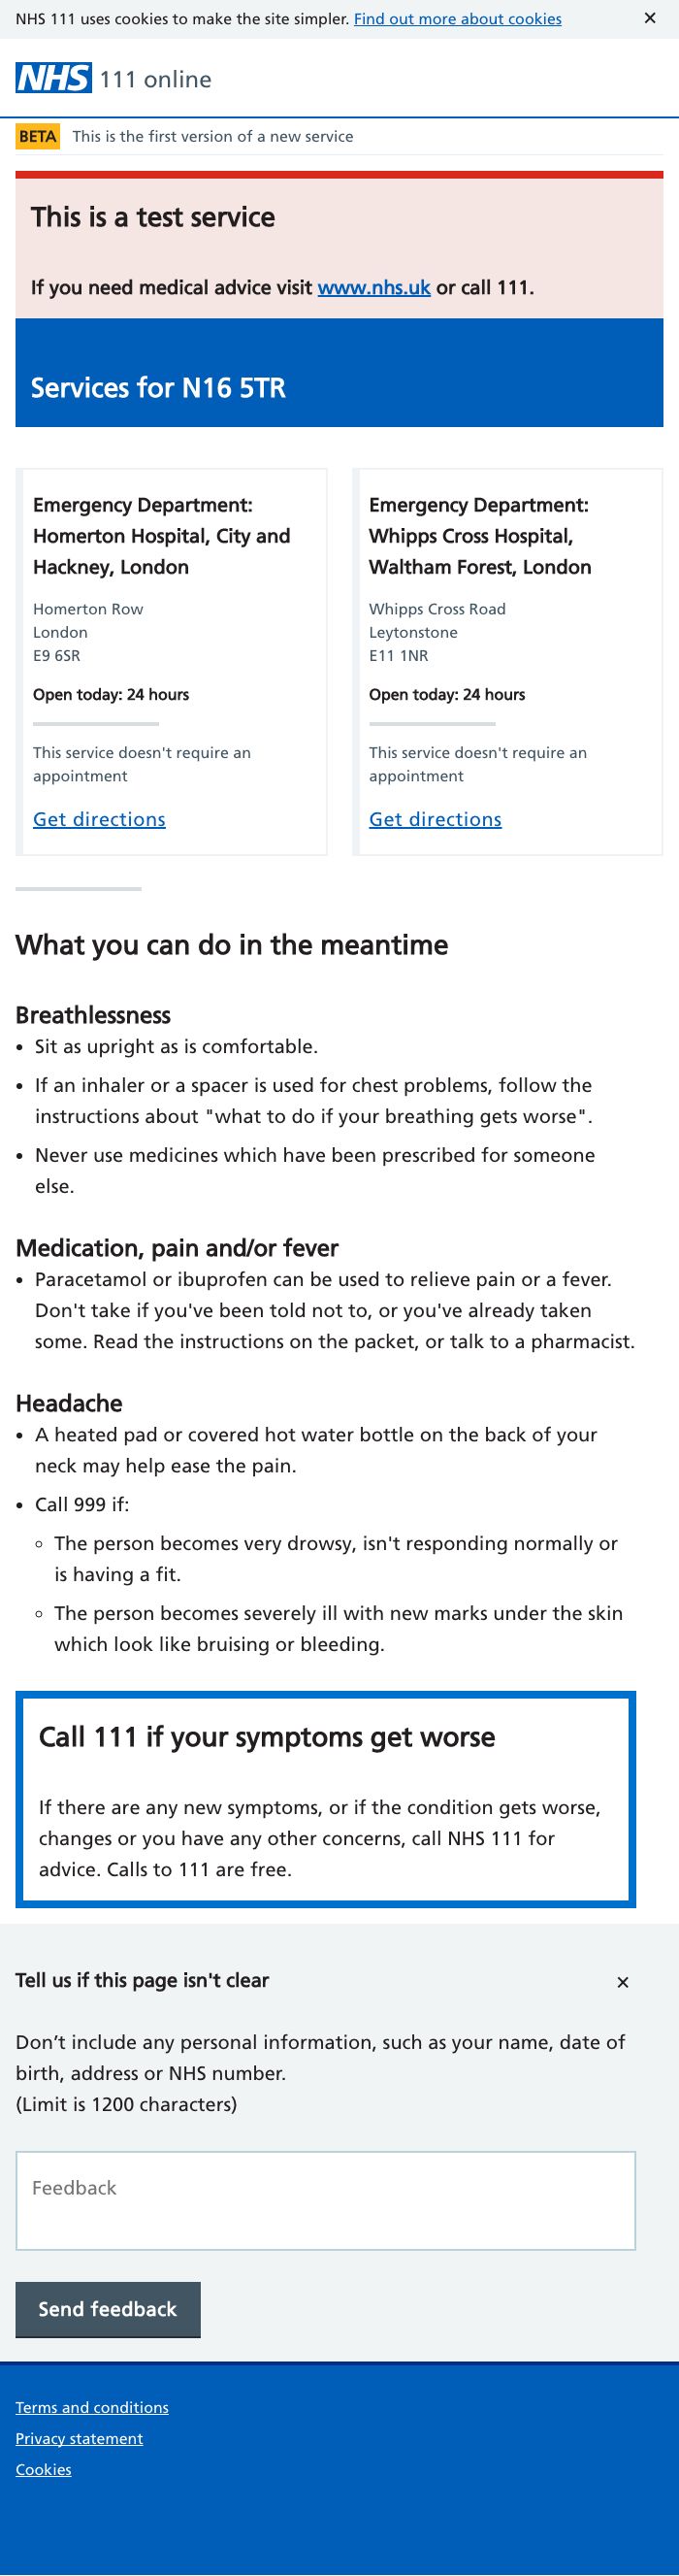 NHS 111 uses cookies to make the site simpler. Find out more about cookies ✕
NHS 111 online
BETA This is the first version of a new service
This is a test service
If you need medical advice visit www.nhs.uk or call 111.
Services for N16 5TR
Emergency Department:
Homerton Hospital, City and
Hackney, London
Homerton Row
London
E9 6SR
Open today: 24 hours
This service doesn't require an
appointment
Get directions
Emergency Department:
Whipps Cross Hospital,
Waltham Forest, London
Whipps Cross Road
Leytonstone
E11 1NR
Open today: 24 hours
This service doesn't require an
appointment
Get directions
What you can do in the meantime
Breathlessness
• Sit as upright as is comfortable.
• If an inhaler or a spacer is used for chest problems, follow the
instructions about "what to do if your breathing gets worse".
• Never use medicines which have been prescribed for someone
else.
Medication, pain and/or fever
• Paracetamol or ibuprofen can be used to relieve pain or a fever.
Don't take if you've been told not to, or you've already taken
some. Read the instructions on the packet, or talk to a pharmacist.
Headache
• A heated pad or covered hot water bottle on the back of your
neck may help ease the pain.
• Call 999 if:
◦ The person becomes very drowsy, isn't responding normally or
is having a fit.
◦ The person becomes severely ill with new marks under the skin
which look like bruising or bleeding.
Call 111 if your symptoms get worse
If there are any new symptoms, or if the condition gets worse,
changes or you have any other concerns, call NHS 111 for
advice. Calls to 111 are free.
Tell us if this page isn't clear ✕
Don’t include any personal information, such as your name, date of
birth, address or NHS number.
(Limit is 1200 characters)
Feedback
Send feedback
Terms and conditions
Privacy statement
Cookies